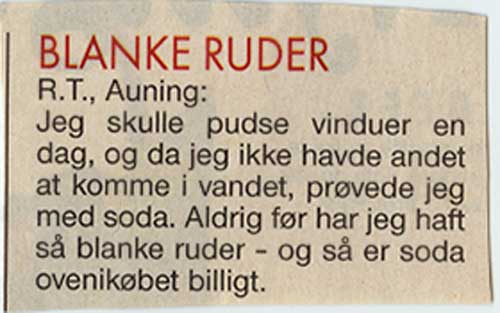 BLANKE RUDER
R.T., Auning:
Jeg skulle pudse vinduer en
dag, og da jeg ikke havde andet
at komme i vandet, prøvede jeg
med soda. Aldrig før har jeg haft
så blanke ruder - og så er soda
ovenikøbet billigt.